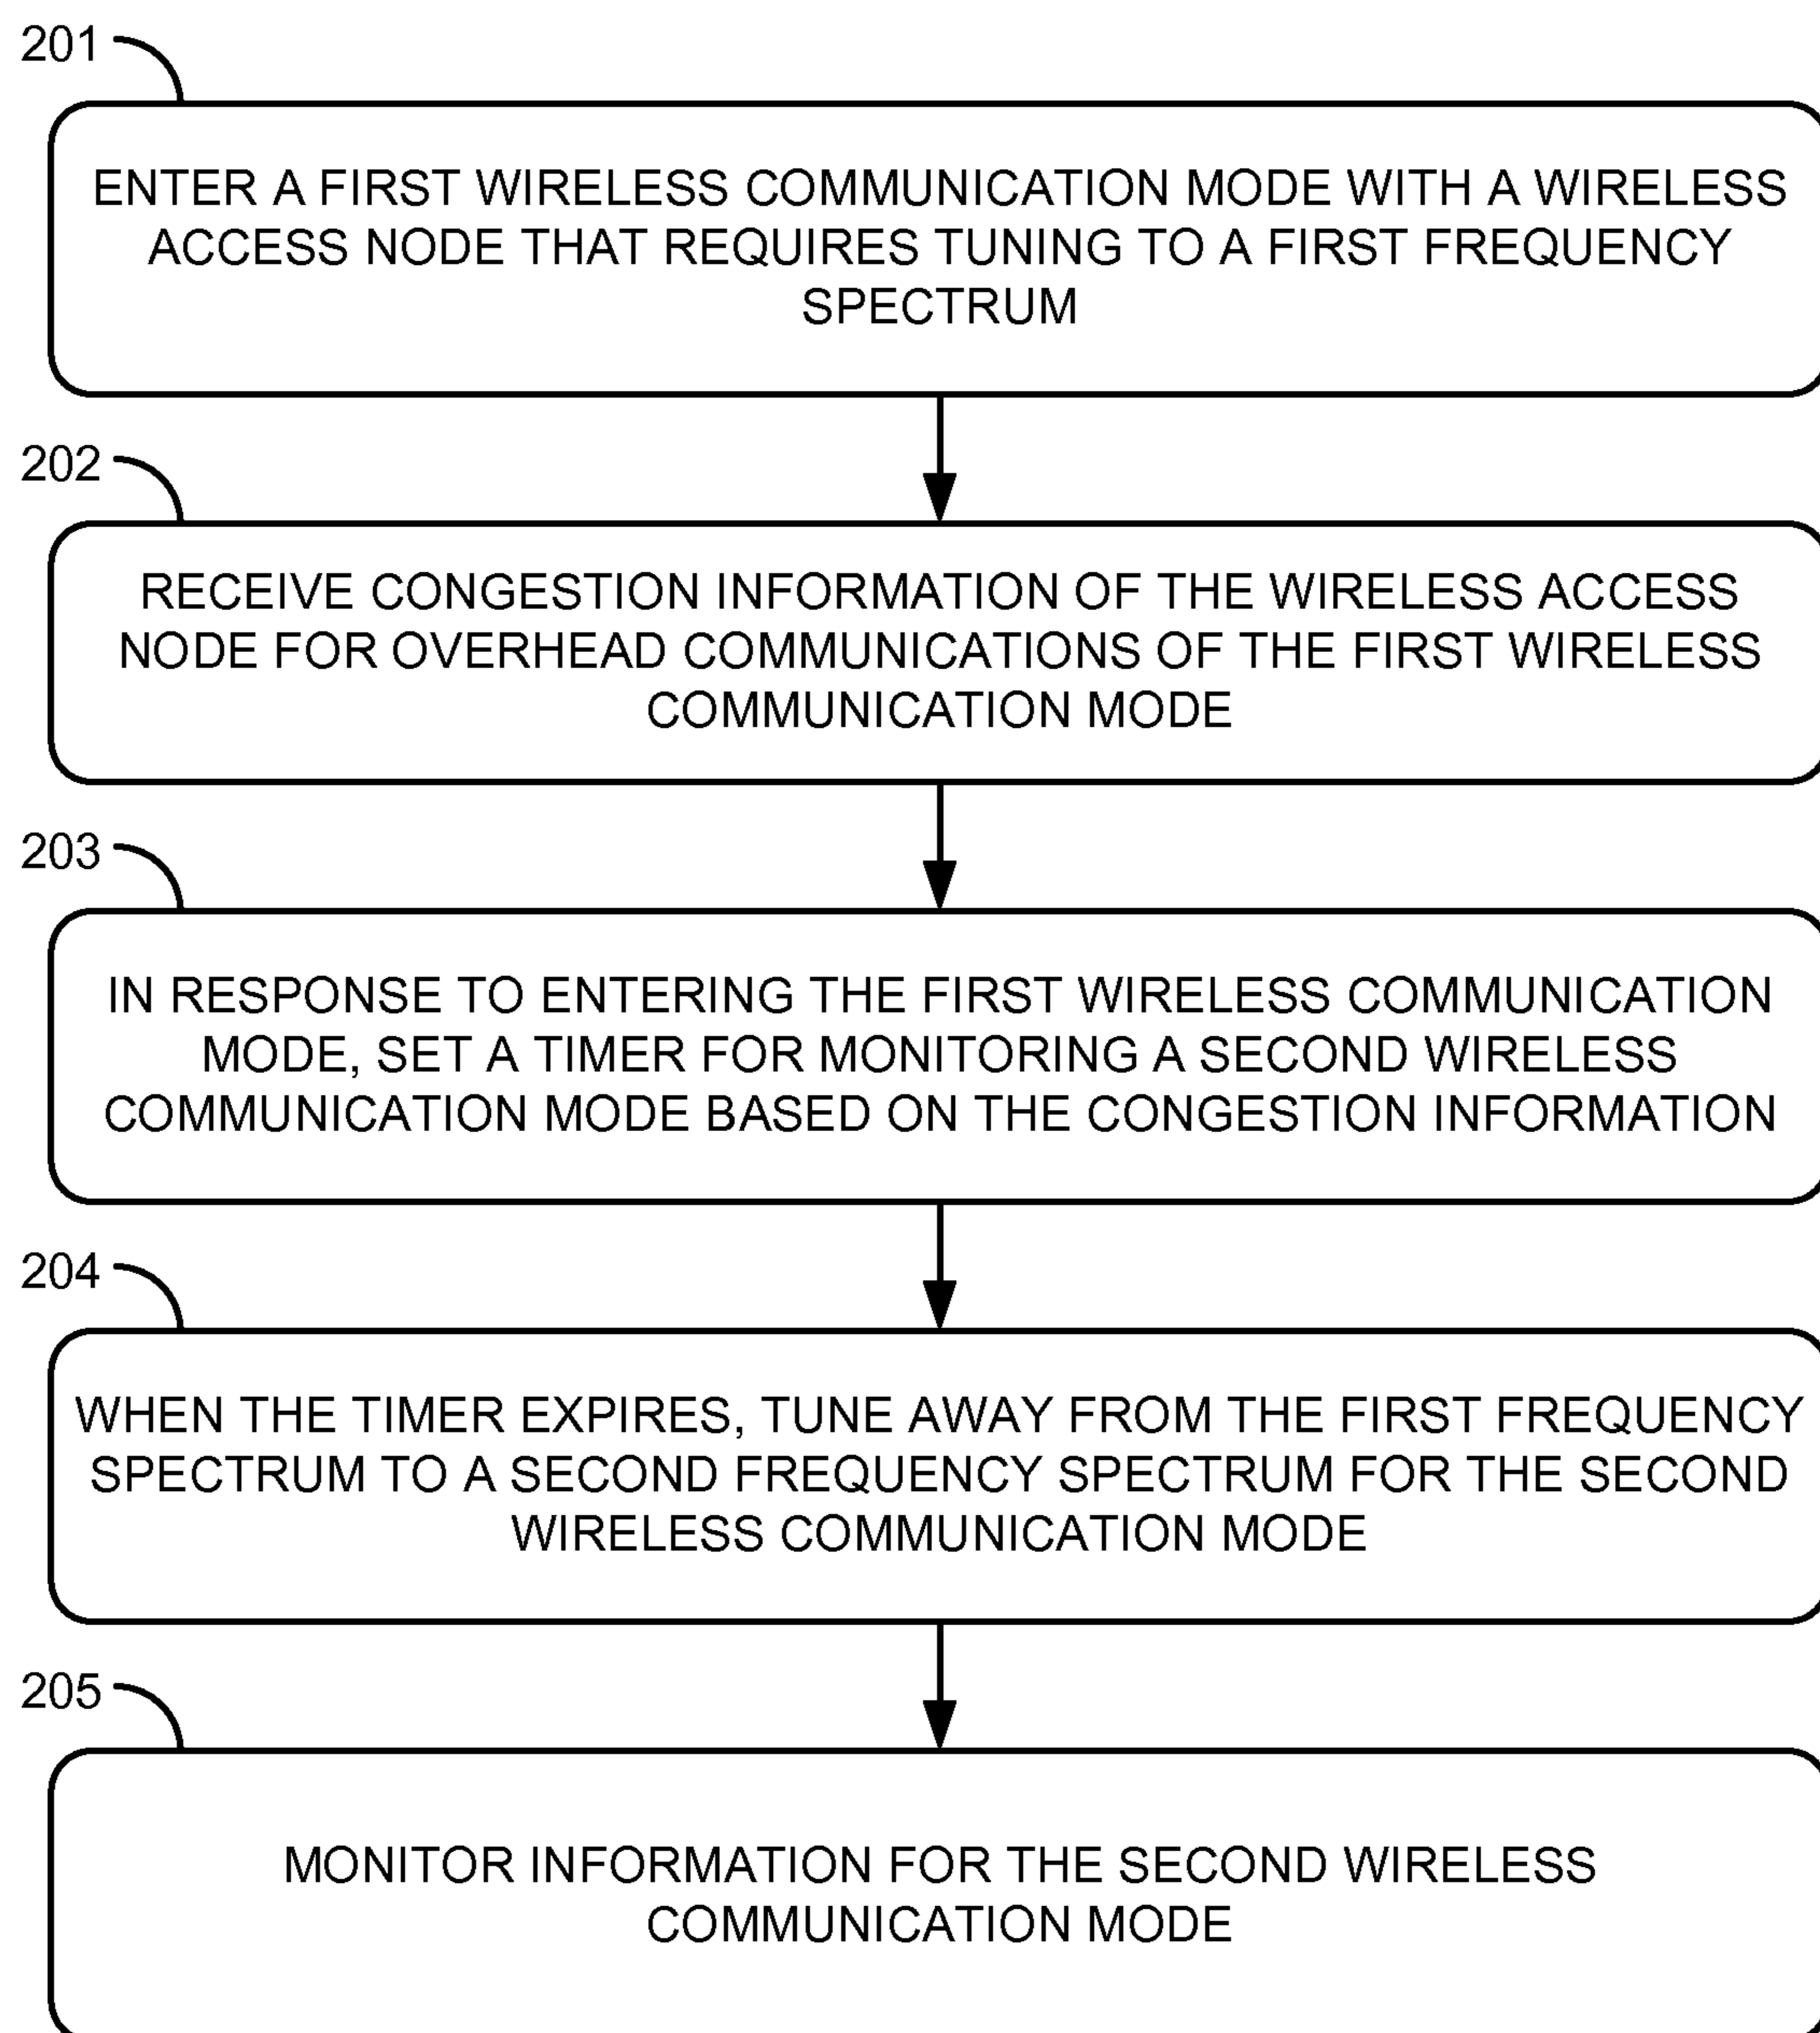 201
ENTER A FIRST WIRELESS COMMUNICATION MODE WITH A WIRELESS
ACCESS NODE THAT REQUIRES TUNING TO A FIRST FREQUENCY
SPECTRUM
202
RECEIVE CONGESTION INFORMATION OF THE WIRELESS ACCESS
NODE FOR OVERHEAD COMMUNICATIONS OF THE FIRST WIRELESS
COMMUNICATION MODE
203
IN RESPONSE TO ENTERING THE FIRST WIRELESS COMMUNICATION
MODE, SET A TIMER FOR MONITORING A SECOND WIRELESS
COMMUNICATION MODE BASED ON THE CONGESTION INFORMATION
204
WHEN THE TIMER EXPIRES, TUNE AWAY FROM THE FIRST FREQUENCY
SPECTRUM TO A SECOND FREQUENCY SPECTRUM FOR THE SECOND
WIRELESS COMMUNICATION MODE
205
MONITOR INFORMATION FOR THE SECOND WIRELESS
COMMUNICATION MODE